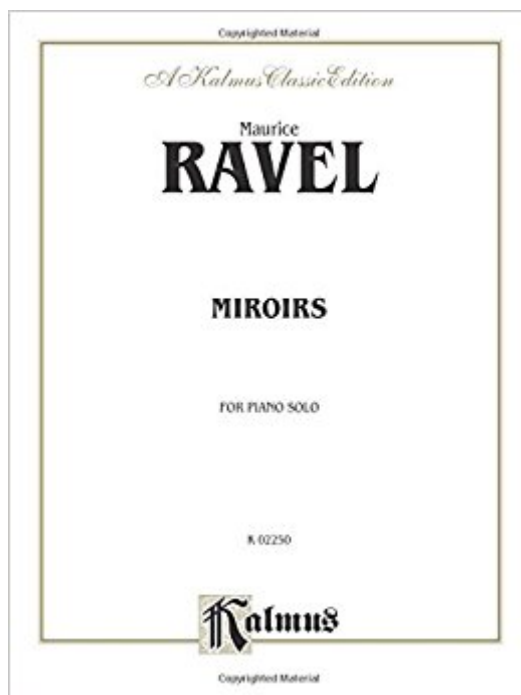 Copyrighted Material
A Kalmus Classic Edition
Maurice
RAVEL
MIROIRS
FOR PIANO SOLO
K 02250
Kalmus
Copyrighted Material